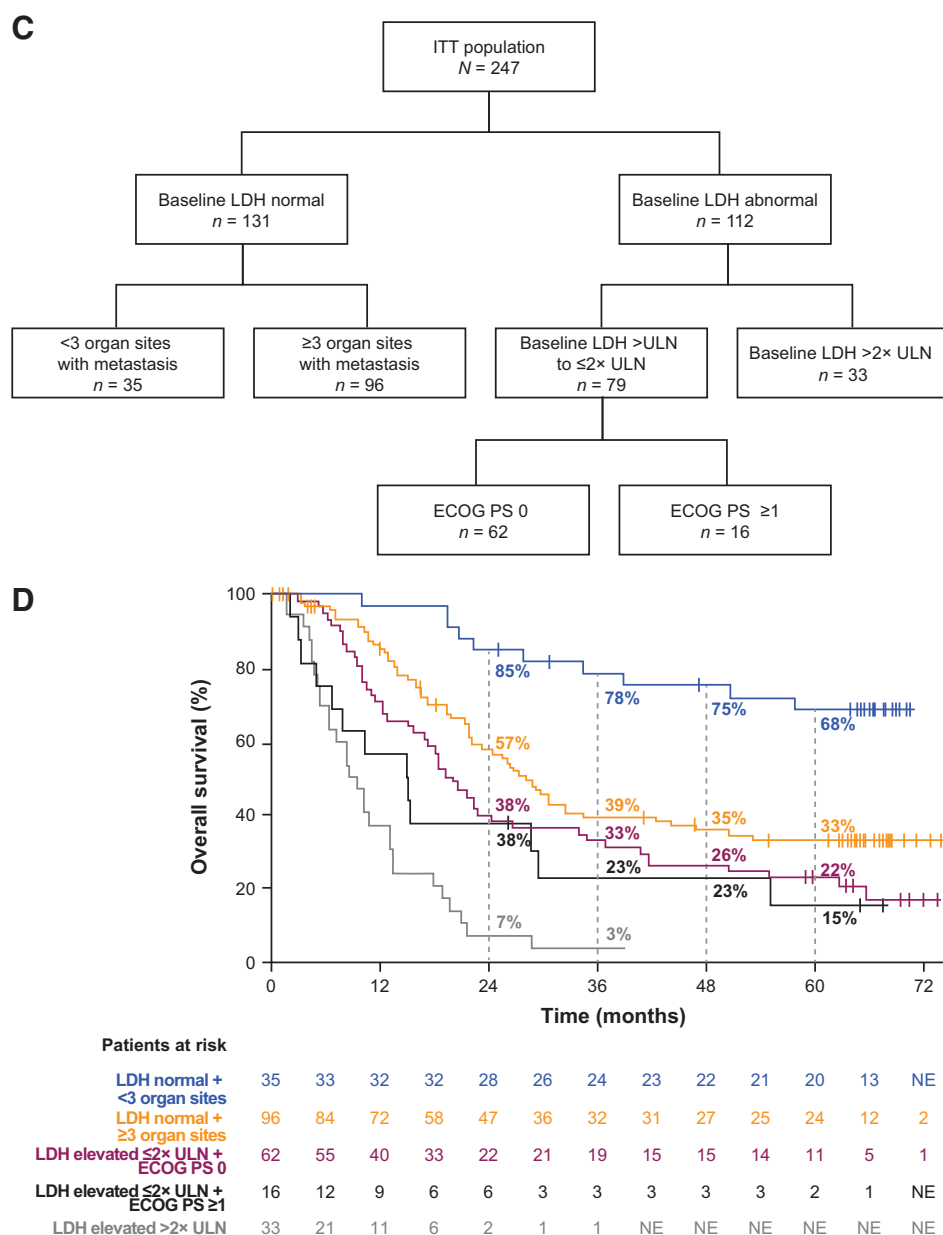 C
ITT population
N = 247
Baseline LDH normal
n = 131
Baseline LDH abnormal
n = 112
<3 organ sites
with metastasis
n = 35
≥3 organ sites
with metastasis
n = 96
Baseline LDH >ULN
to ≤2× ULN
n = 79
Baseline LDH >2× ULN
n = 33
ECOG PS 0
n = 62
ECOG PS ≥1
n = 16
D
Overall survival (%)
100
80
60
40
20
0
85%
78%
75%
68%
57%
39%
35%
33%
38%
33%
26%
22%
38%
23%
23%
15%
7%
3%
0 12 24 36 48 60 72
Time (months)
Patients at risk
LDH normal +
<3 organ sites
35 33 32 32 28 26 24 23 22 21 20 13 NE
LDH normal +
≥3 organ sites
96 84 72 58 47 36 32 31 27 25 24 12 2
LDH elevated ≤2× ULN +
ECOG PS 0
62 55 40 33 22 21 19 15 15 14 11 5 1
LDH elevated ≤2× ULN +
ECOG PS ≥1
16 12 9 6 6 3 3 3 3 3 2 1 NE
LDH elevated >2× ULN
33 21 11 6 2 1 1 NE NE NE NE NE NE